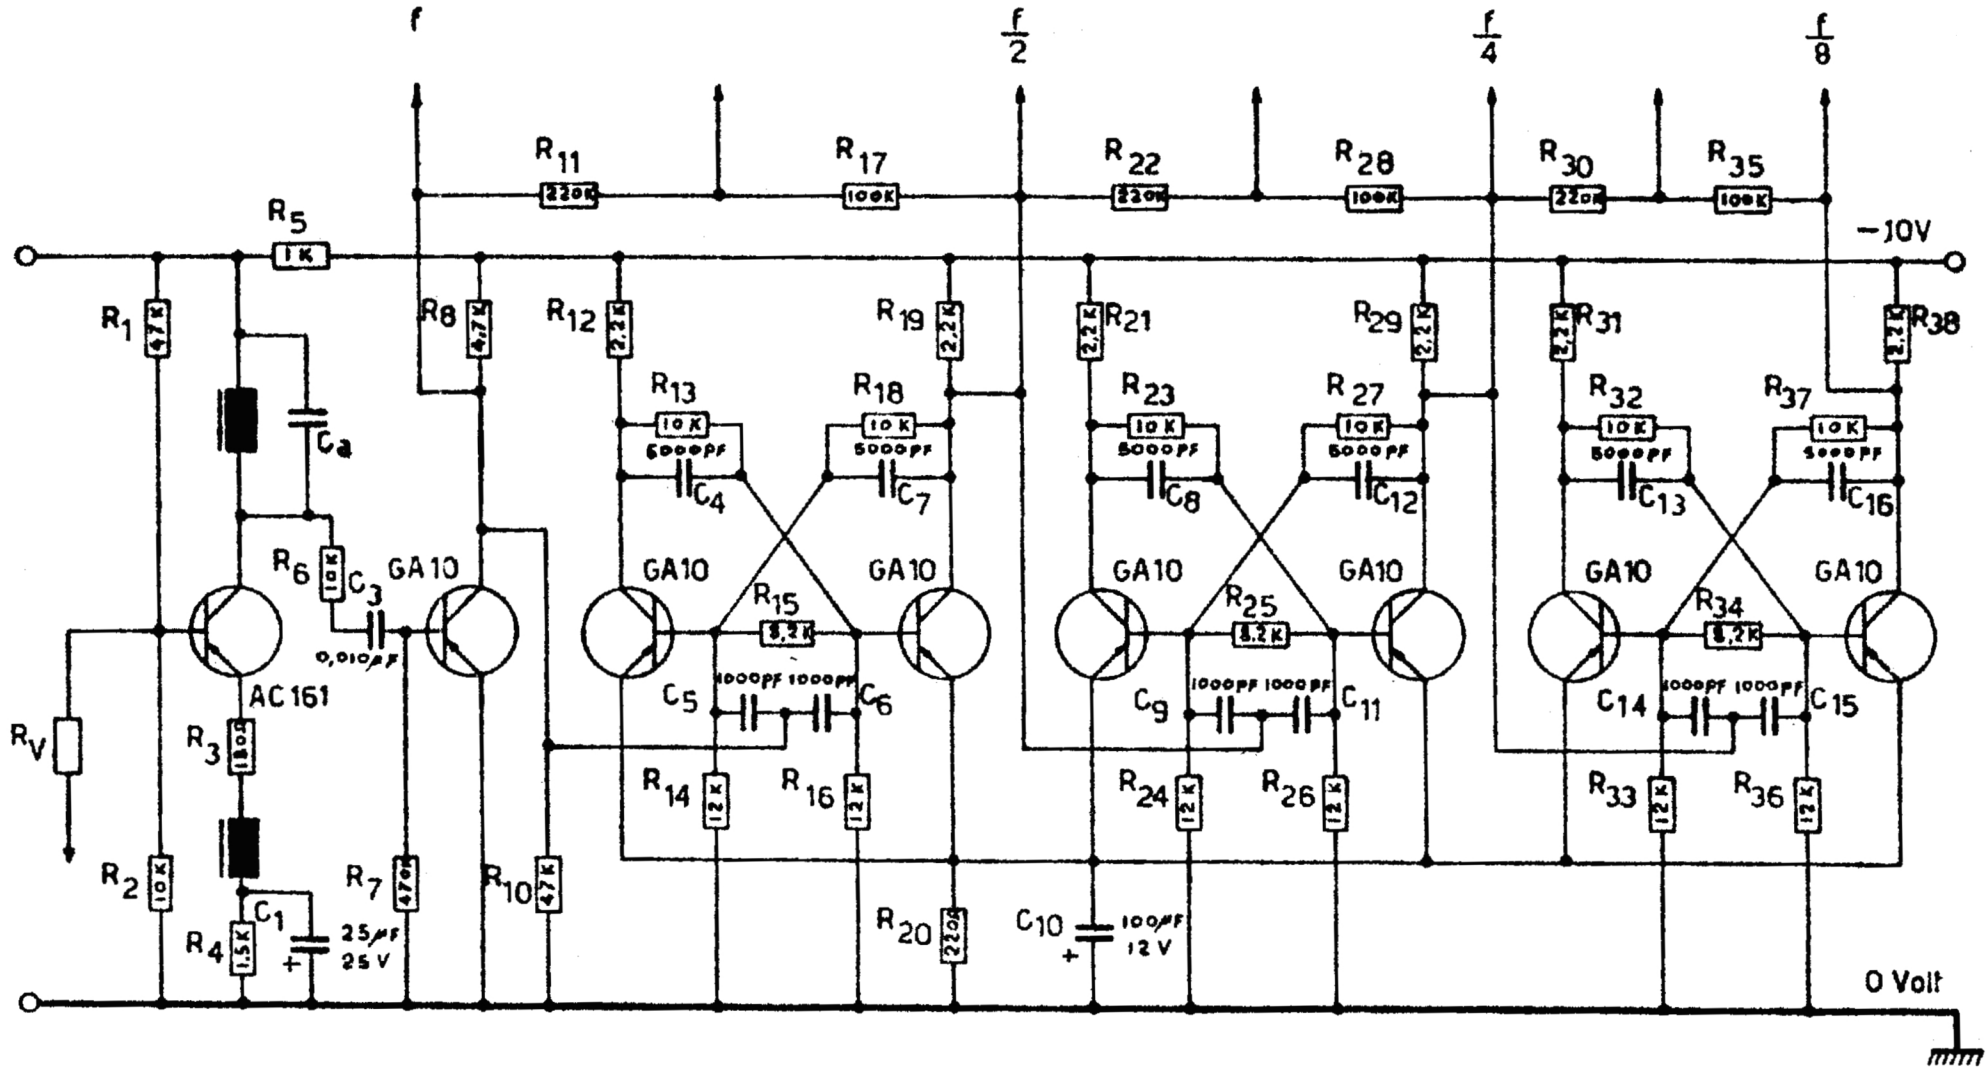 f
f/2
f/4
f/8
R11
220K
R17
100K
R22
220K
R28
100K
R30
220K
R35
100K
R5
1K
-10V
R1
47K
R8
4,7K
R12
2,2K
R19
2,2K
R21
2,2K
R29
2,2K
R31
2,2K
R38
2,2K
Ca
R13
10K
5000PF
C4
R18
10K
5000PF
C7
R23
10K
5000PF
C8
R27
10K
5000PF
C12
R32
10K
5000PF
C13
R37
10K
5000PF
C16
R6
10K
C3
0,010µF
GA10
GA10
GA10
GA10
GA10
GA10
GA10
AC161
R15
8,2K
R25
8,2K
R34
8,2K
C5
1000PF
1000PF
C6
C9
1000PF
1000PF
C11
C14
1000PF
1000PF
C15
RV
R3
180Ω
R14
12K
R16
12K
R24
12K
R26
12K
R33
12K
R36
12K
R2
10K
R7
470Ω
R10
47K
C1
25µF
25V
+
R4
1,5K
R20
220Ω
C10
100µF
12V
+
0 Volt